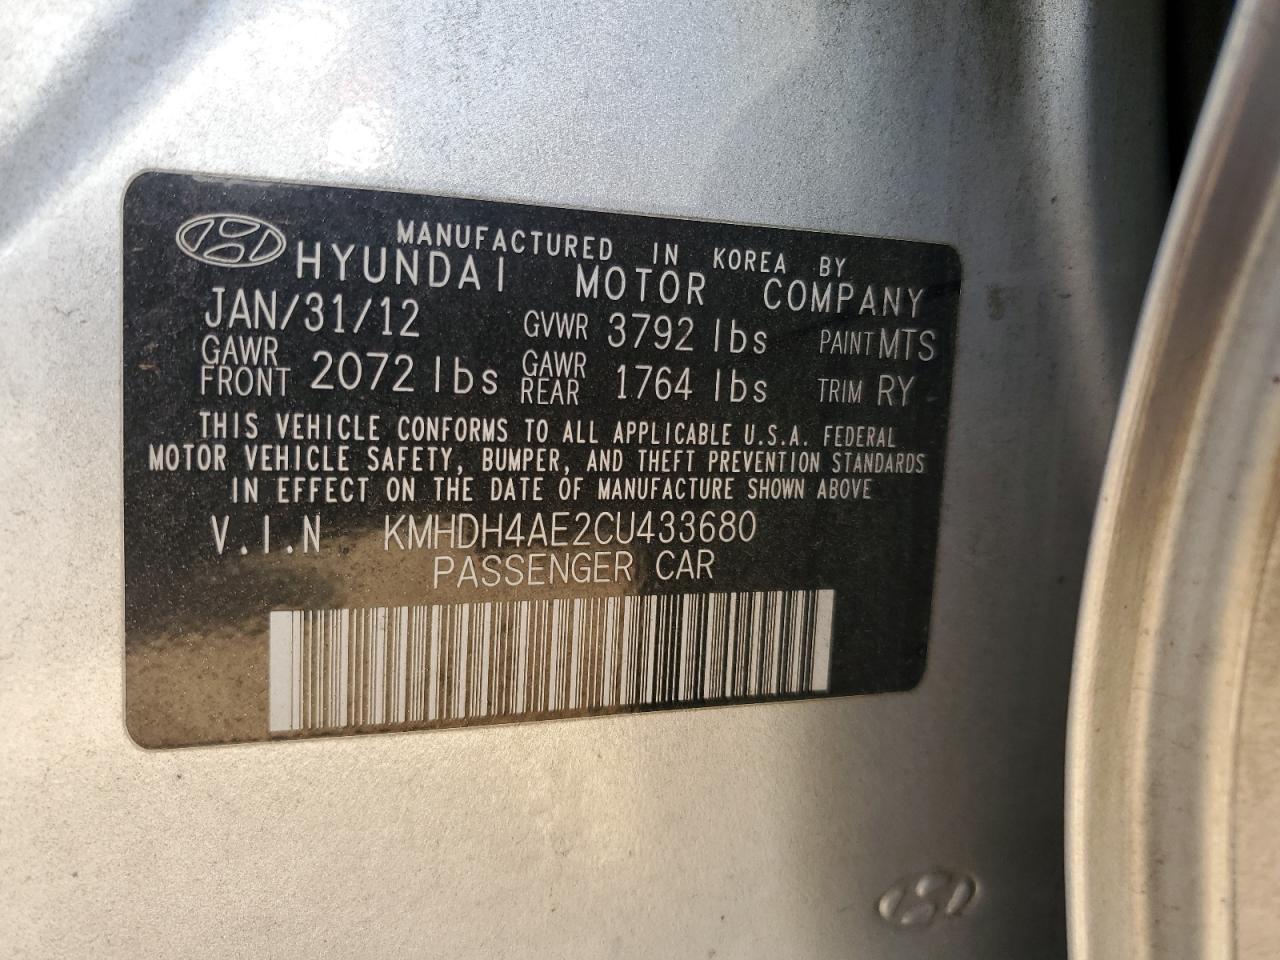 MANUFACTURED IN KOREA BY
HYUNDAI MOTOR COMPANY
JAN/31/12 GVWR 3792 lbs PAINT MTS
GAWR FRONT 2072 lbs GAWR REAR 1764 lbs TRIM RY
THIS VEHICLE CONFORMS TO ALL APPLICABLE U.S.A. FEDERAL
MOTOR VEHICLE SAFETY, BUMPER, AND THEFT PREVENTION STANDARDS
IN EFFECT ON THE DATE OF MANUFACTURE SHOWN ABOVE
V.I.N KMHDH4AE2CU433680
PASSENGER CAR